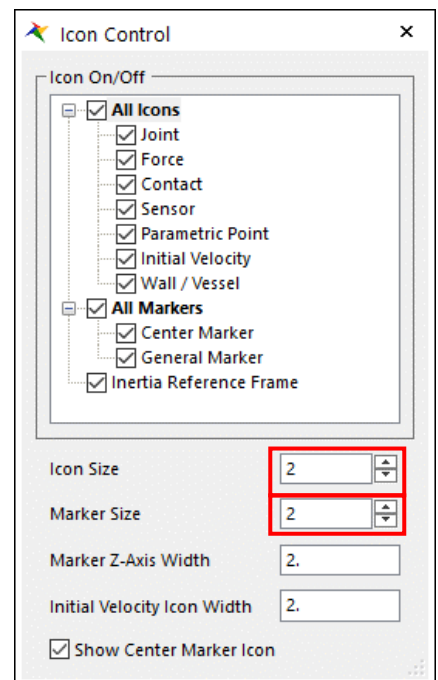 Icon Control
Icon On/Off
All Icons
Joint
Force
Contact
Sensor
Parametric Point
Initial Velocity
Wall / Vessel
All Markers
Center Marker
General Marker
Inertia Reference Frame
Icon Size 2
Marker Size 2
Marker Z-Axis Width 2.
Initial Velocity Icon Width 2.
Show Center Marker Icon